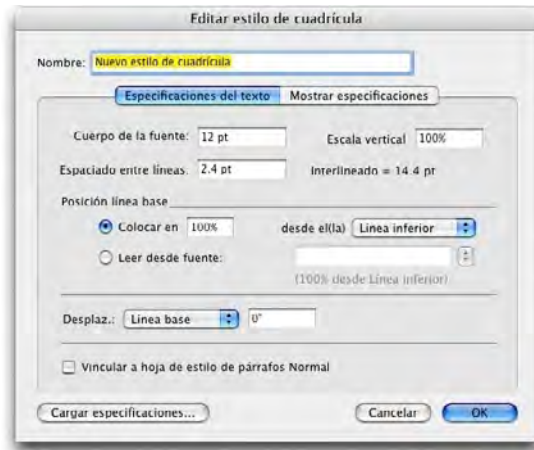 Editar estilo de cuadrícula
Nombre: Nuevo estilo de cuadrícula
Especificaciones del texto Mostrar especificaciones
Cuerpo de la fuente: 12 pt Escala vertical 100%
Espaciado entre líneas: 2.4 pt Interlineado = 14.4 pt
Posición línea base
Colocar en 100% desde el(la) Línea inferior
Leer desde fuente:
(100% desde Línea inferior)
Desplaz.: Línea base 0"
Vincular a hoja de estilo de párrafos Normal
Cargar especificaciones... Cancelar OK